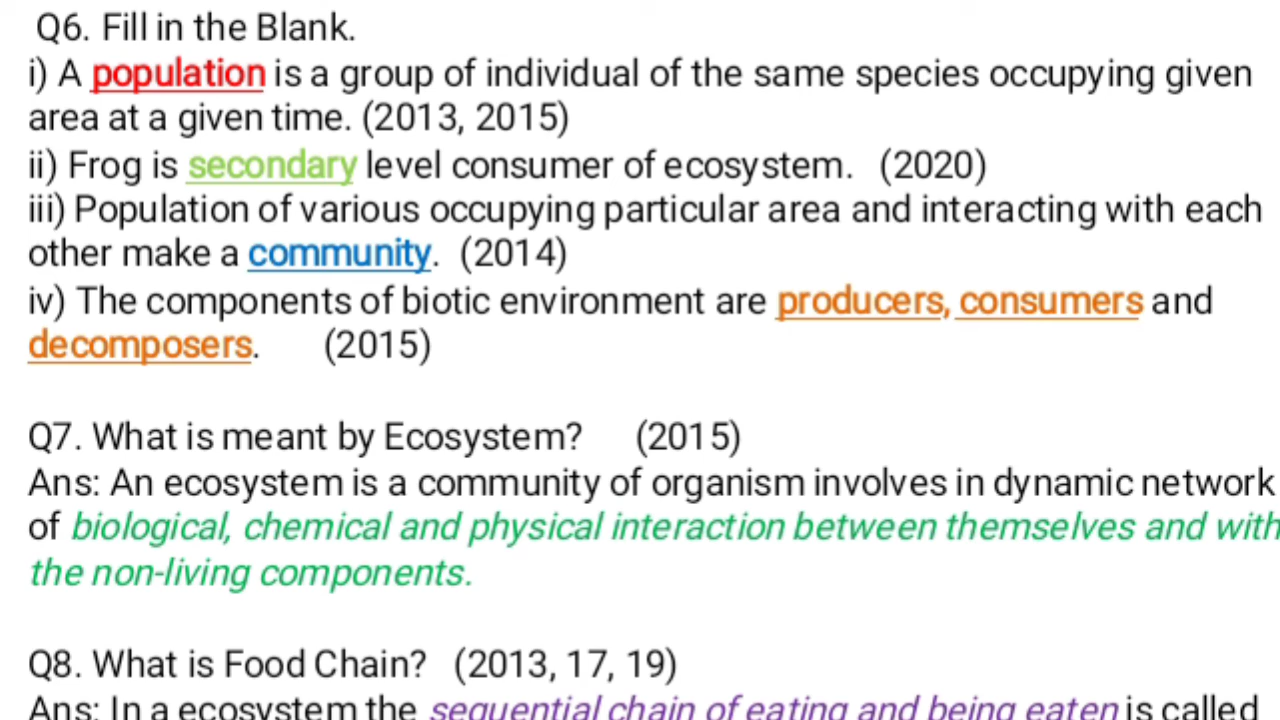 Q6. Fill in the Blank.
i) A population is a group of individual of the same species occupying given
area at a given time. (2013, 2015)
ii) Frog is secondary level consumer of ecosystem. (2020)
iii) Population of various occupying particular area and interacting with each
other make a community. (2014)
iv) The components of biotic environment are producers, consumers and
decomposers. (2015)
Q7. What is meant by Ecosystem? (2015)
Ans: An ecosystem is a community of organism involves in dynamic network
of biological, chemical and physical interaction between themselves and with
the non-living components.
Q8. What is Food Chain? (2013, 17, 19)
Ans: In a ecosystem the sequential chain of eating and being eaten is called